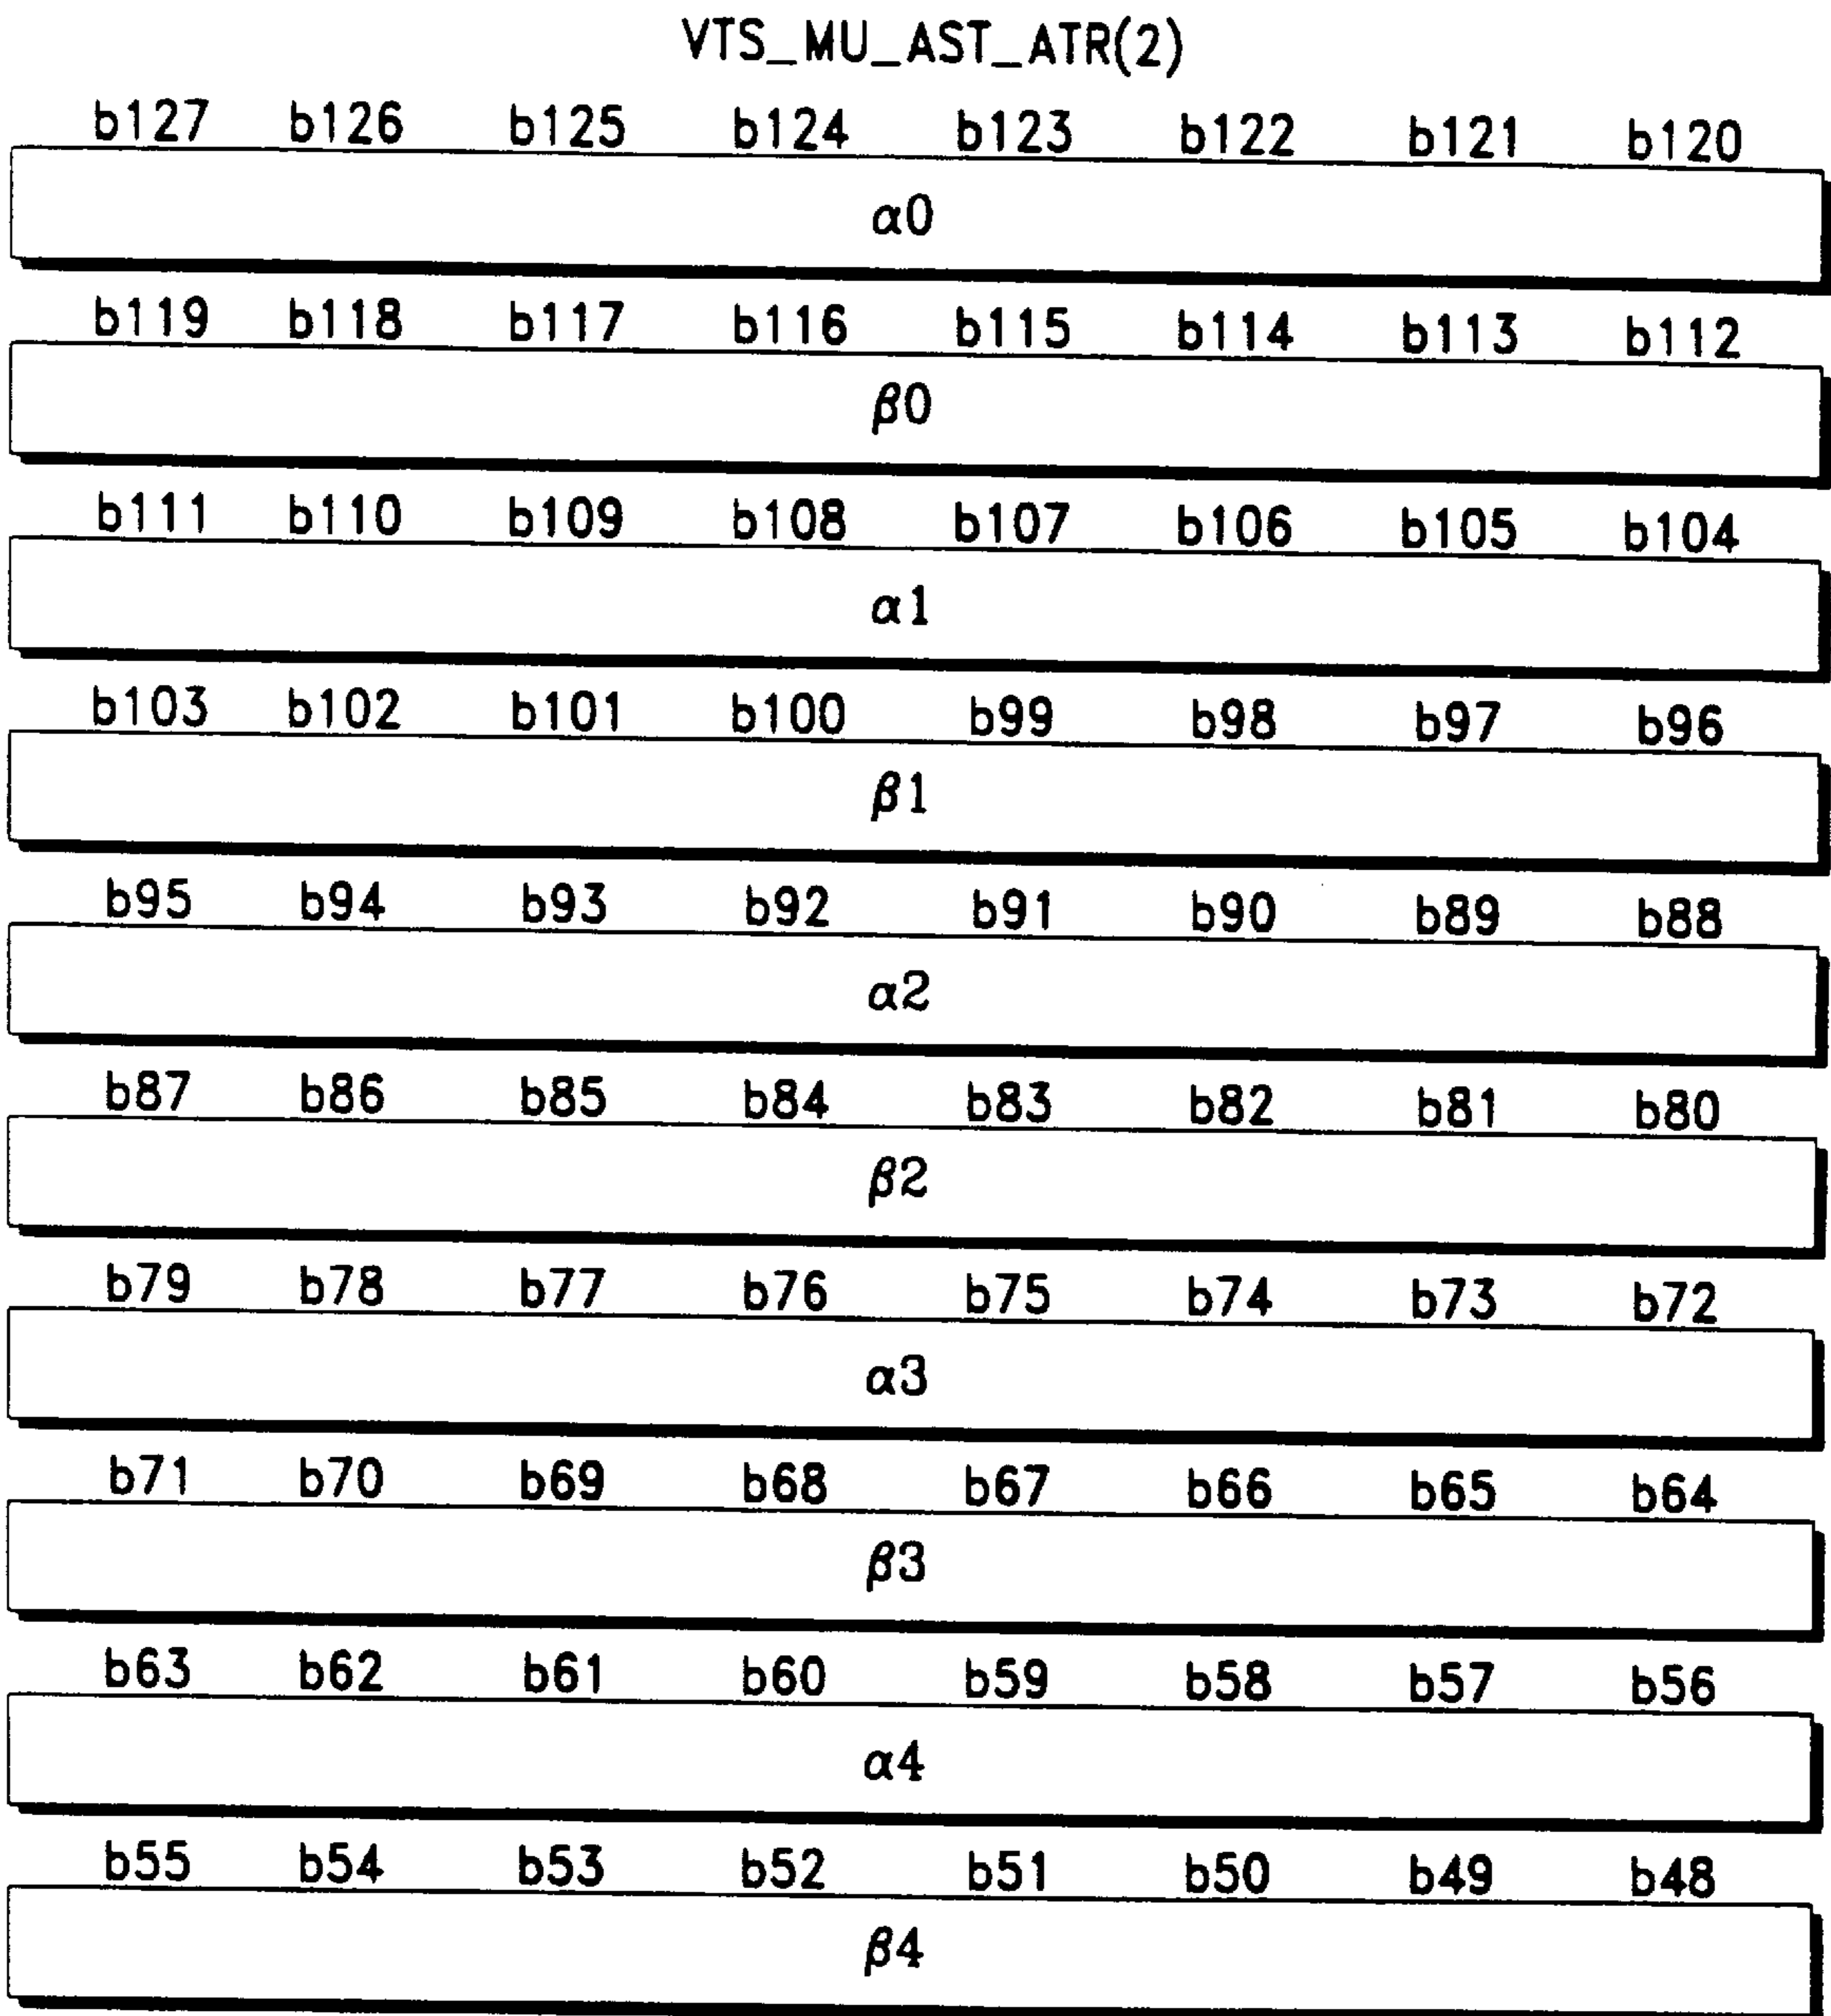 VTS_MU_AST_ATR(2)
b127 b126 b125 b124 b123 b122 b121 b120
α0
b119 b118 b117 b116 b115 b114 b113 b112
β0
b111 b110 b109 b108 b107 b106 b105 b104
α1
b103 b102 b101 b100 b99 b98 b97 b96
β1
b95 b94 b93 b92 b91 b90 b89 b88
α2
b87 b86 b85 b84 b83 b82 b81 b80
β2
b79 b78 b77 b76 b75 b74 b73 b72
α3
b71 b70 b69 b68 b67 b66 b65 b64
β3
b63 b62 b61 b60 b59 b58 b57 b56
α4
b55 b54 b53 b52 b51 b50 b49 b48
β4